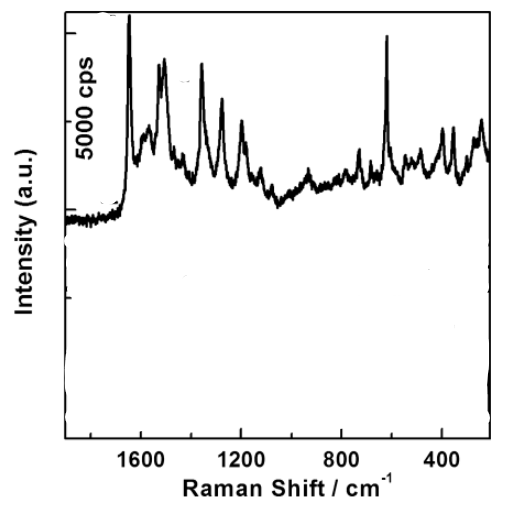 5000 cps
Intensity (a.u.)
1600 1200 800 400
Raman Shift / cm⁻¹